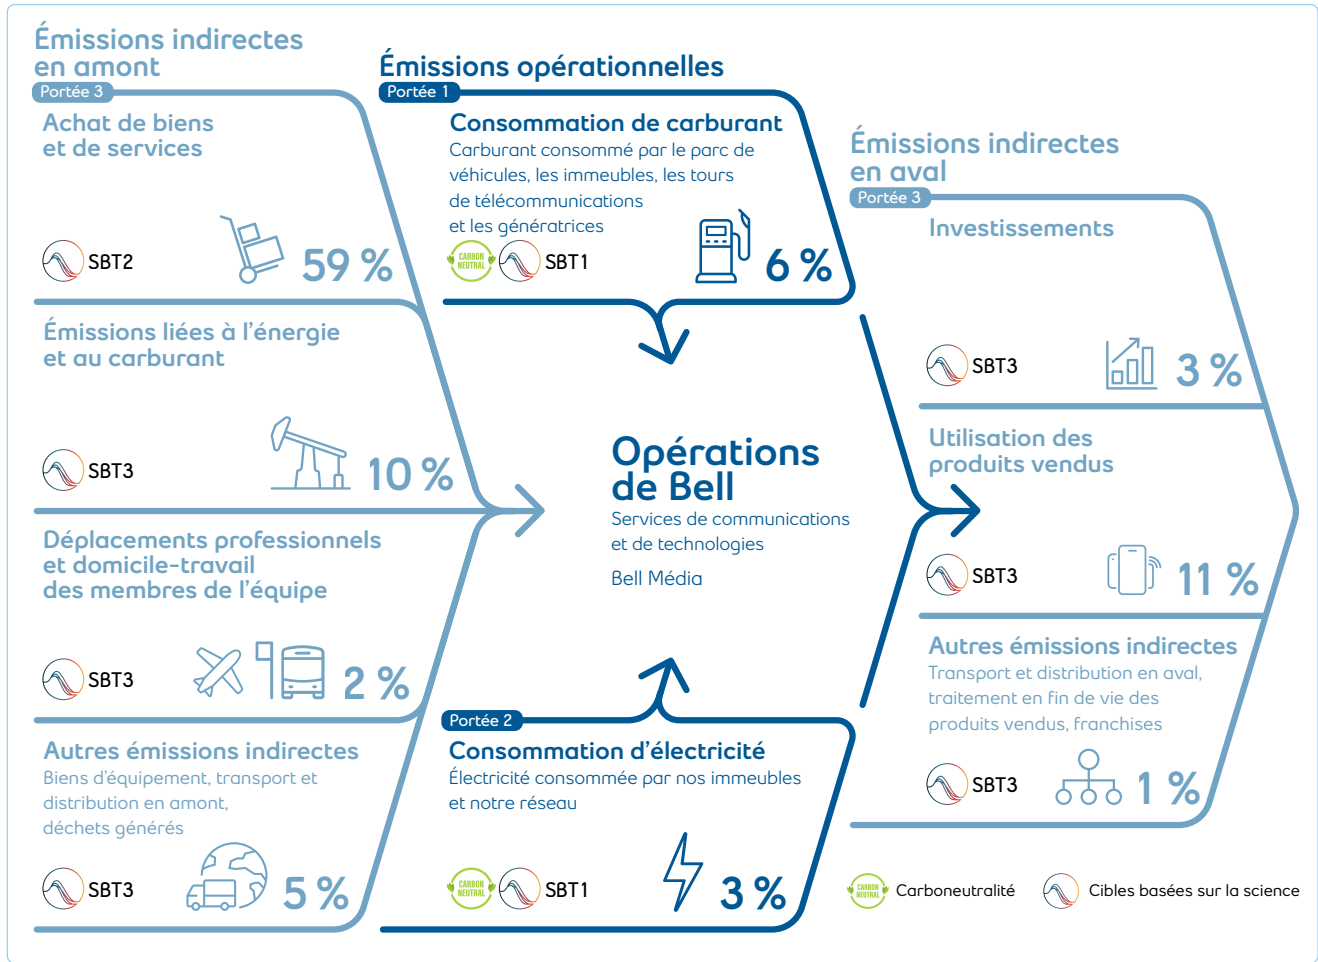 Émissions indirectes
en amont
Portée 3
Achat de biens
et de services
SBT2
59 %
Émissions liées à l’énergie
et au carburant
SBT3
10 %
Déplacements professionnels
et domicile-travail
des membres de l’équipe
SBT3
2 %
Autres émissions indirectes
Biens d’équipement, transport et
distribution en amont,
déchets générés
SBT3
5 %
Émissions opérationnelles
Portée 1
Consommation de carburant
Carburant consommé par le parc de
véhicules, les immeubles, les tours
de télécommunications
et les génératrices
CARBON
NEUTRAL
SBT1
6 %
Opérations
de Bell
Services de communications
et de technologies
Bell Média
Portée 2
Consommation d’électricité
Électricité consommée par nos immeubles
et notre réseau
CARBON
NEUTRAL
SBT1
3 %
Émissions indirectes
en aval
Portée 3
Investissements
SBT3
3 %
Utilisation des
produits vendus
SBT3
11 %
Autres émissions indirectes
Transport et distribution en aval,
traitement en fin de vie des
produits vendus, franchises
SBT3
1 %
CARBON
NEUTRAL
Carboneutralité
Cibles basées sur la science